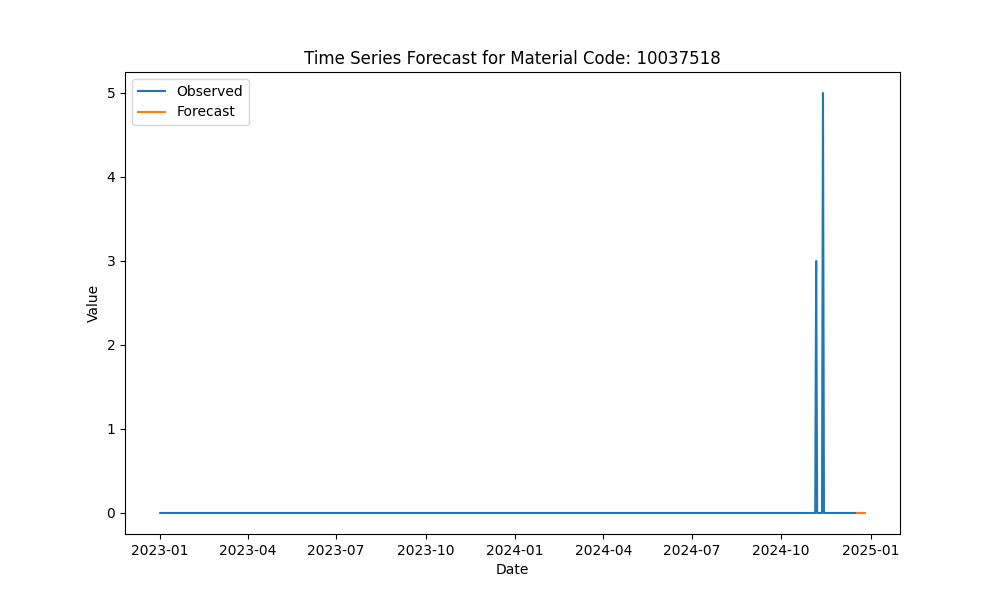 Time Series Forecast for Material Code: 10037518
Observed
Forecast
5
4
3
2
1
0
Value
2023-01 2023-04 2023-07 2023-10 2024-01 2024-04 2024-07 2024-10 2025-01
Date